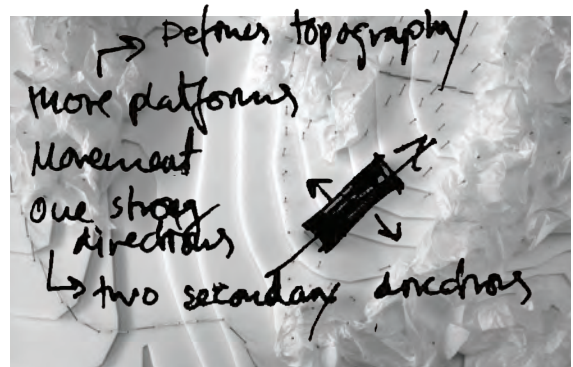 Defines topography
more platforms
Movement
One strong
directions
two secondary directions